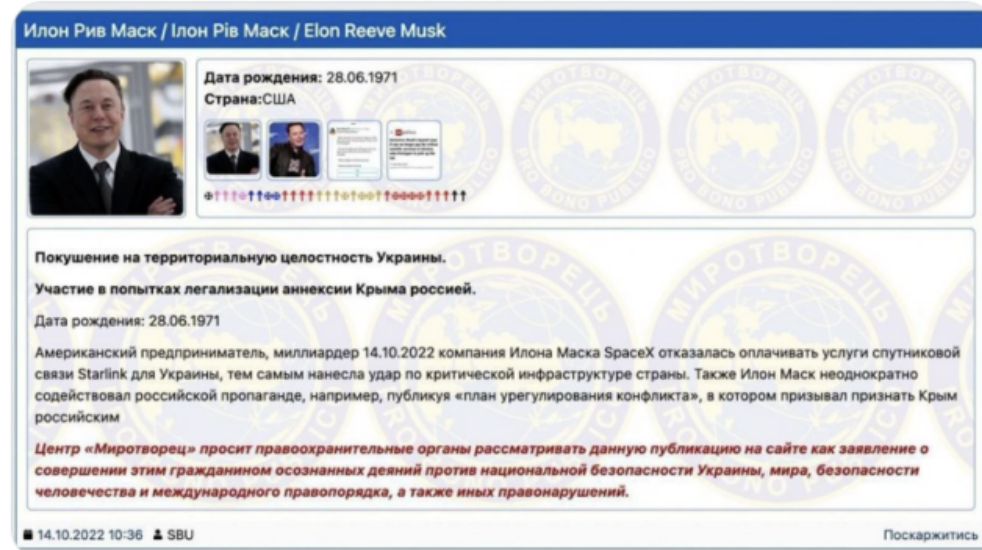 Илон Рив Маск / Ілон Рів Маск / Elon Reeve Musk
Дата рождения: 28.06.1971
Страна:США
МИРОТВОРЕЦЬ
PRO BONO PUBLICO
Покушение на территориальную целостность Украины.
Участие в попытках легализации аннексии Крыма россией.
Дата рождения: 28.06.1971
Американский предприниматель, миллиардер 14.10.2022 компания Илона Маска SpaceX отказалась оплачивать услуги спутниковой
связи Starlink для Украины, тем самым нанесла удар по критической инфраструктуре страны. Также Илон Маск неоднократно
содействовал российской пропаганде, например, публикуя «план урегулирования конфликта», в котором призывал признать Крым
российским
Центр «Миротворец» просит правоохранительные органы рассматривать данную публикацию на сайте как заявление о
совершении этим гражданином осознанных деяний против национальной безопасности Украины, мира, безопасности
человечества и международного правопорядка, а также иных правонарушений.
14.10.2022 10:36 SBU
Поскаржитись